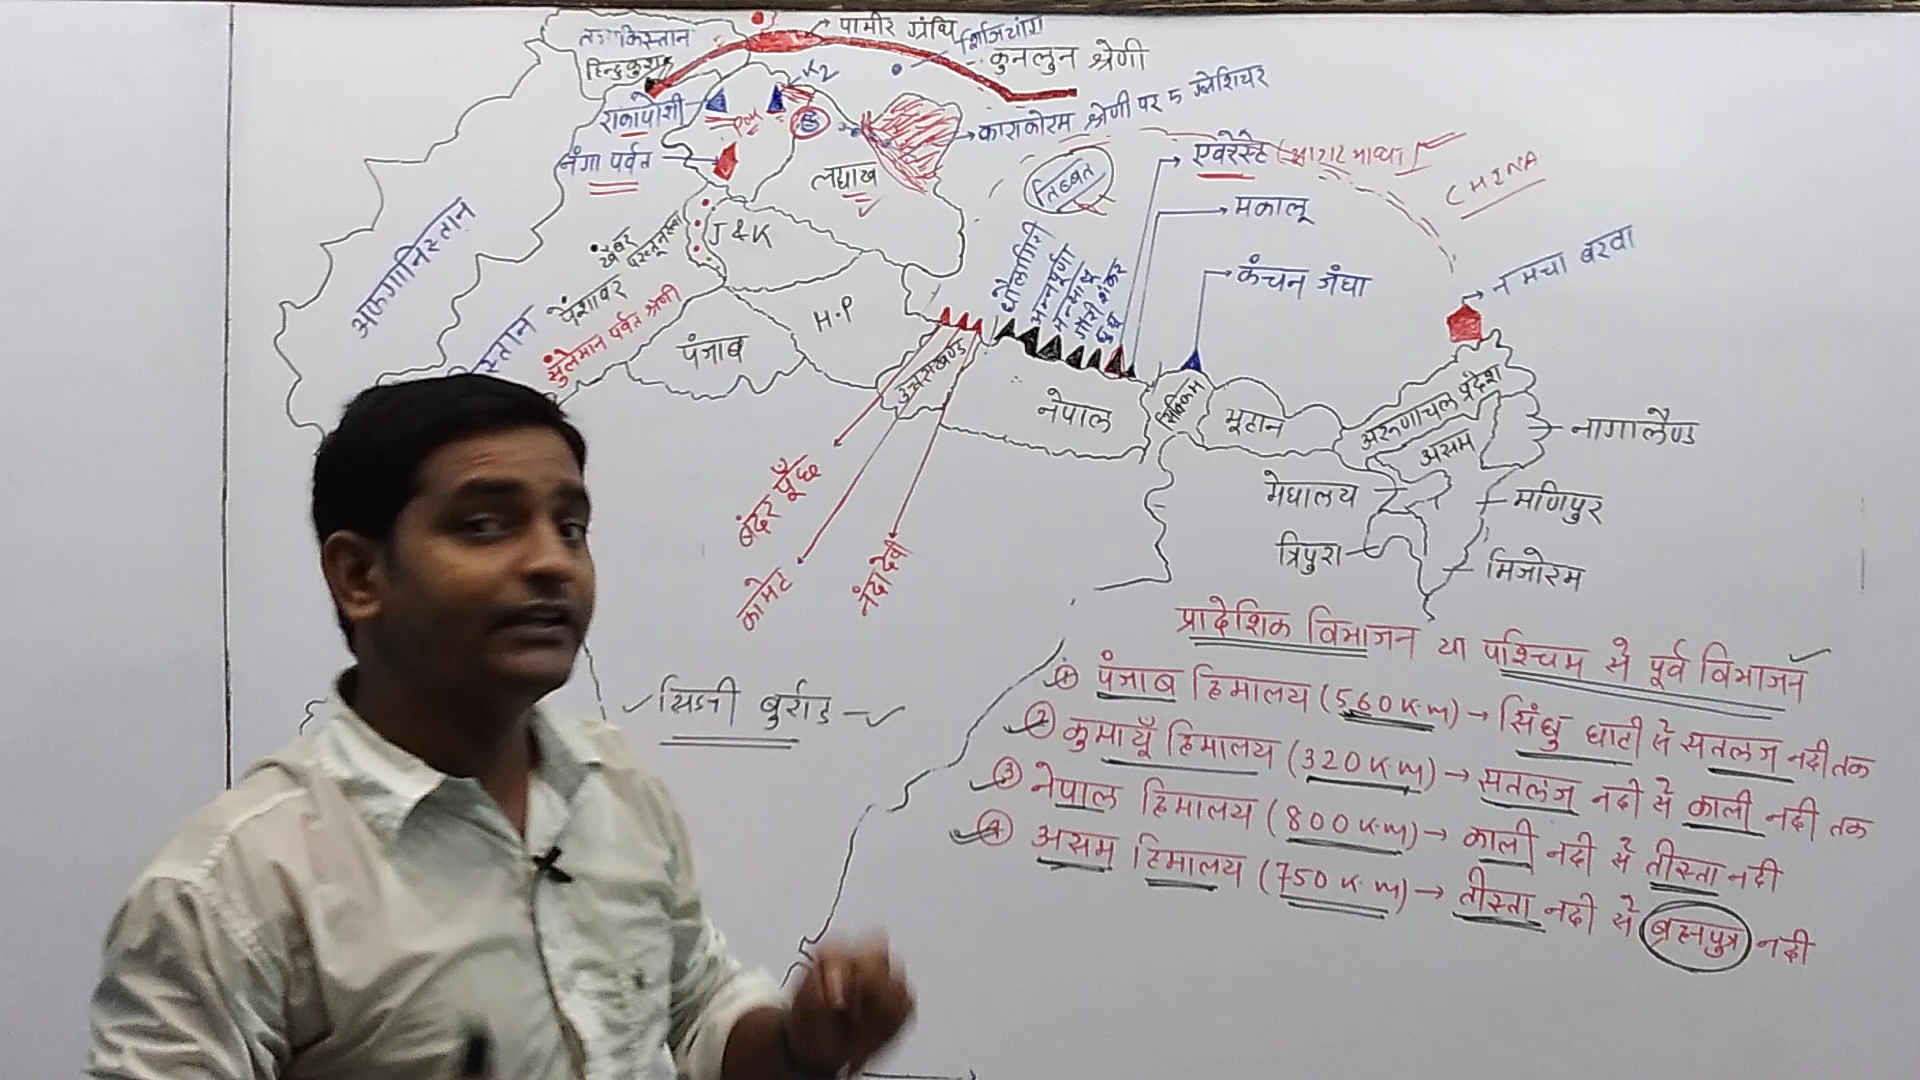 पामीर ग्रंथि
शिंजियांग
कुनलुन श्रेणी
हिन्दुकुश
K2
राकापोशी
POK
काराकोरम श्रेणी पर 5 ग्लेशियर
नंगा पर्वत
लद्दाख
तिब्बत
एवरेस्ट
CHINA
मकालू
अफगानिस्तान
J&K
धौलागिरी
अन्नपूर्णा
कंचन जंघा
नमचा बरवा
पेशावर
सुलेमान पर्वत श्रेणी
स्तान
H.P
पंजाब
उत्तराखण्ड
नेपाल
सिक्किम
भूटान
अरूणाचल प्रदेश
असम
नागालैण्ड
मेघालय
मणिपुर
त्रिपुरा
मिजोरम
बंदर पूँछ
कामेट
नंदा देवी
सिडनी बुर्राड
प्रादेशिक विभाजन या पश्चिम से पूर्व विभाजन
① पंजाब हिमालय (560 K.M) → सिंधु घाटी से सतलज नदी तक
② कुमायूँ हिमालय (320 K.M) → सतलज नदी से काली नदी तक
③ नेपाल हिमालय (800 K.M) → काली नदी से तीस्ता नदी
④ असम हिमालय (750 K.M) → तीस्ता नदी से ब्रह्मपुत्र नदी